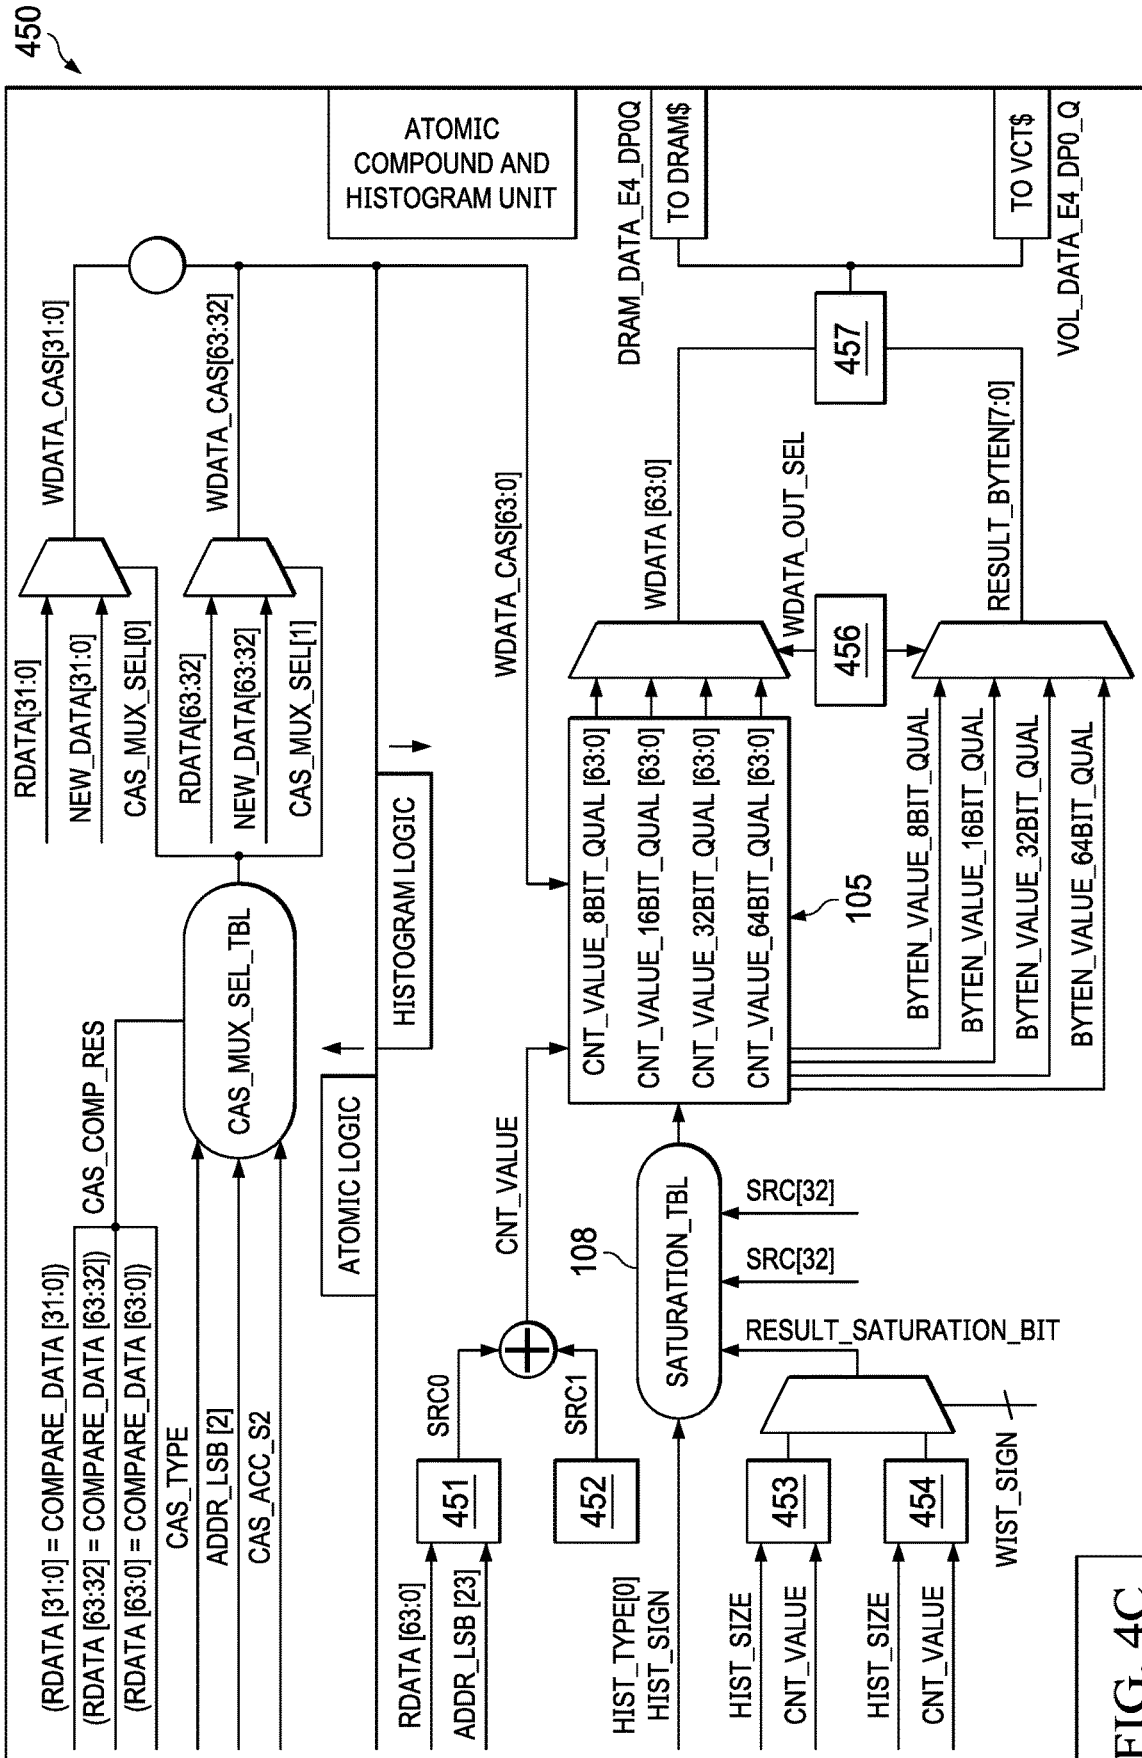 450
(RDATA [31:0] = COMPARE_DATA [31:0])
(RDATA [63:32] = COMPARE_DATA [63:32])
(RDATA [63:0] = COMPARE_DATA [63:0])
CAS_COMP_RES
CAS_TYPE
ADDR_LSB [2]
CAS_ACC_S2
CAS_MUX_SEL_TBL
RDATA[31:0]
NEW_DATA[31:0]
CAS_MUX_SEL[0]
RDATA[63:32]
NEW_DATA[63:32]
CAS_MUX_SEL[1]
WDATA_CAS[31:0]
WDATA_CAS[63:32]
ATOMIC
COMPOUND AND
HISTOGRAM UNIT
ATOMIC LOGIC
HISTOGRAM LOGIC
RDATA [63:0]
ADDR_LSB [23]
451
452
SRC0
SRC1
CNT_VALUE
WDATA_CAS[63:0]
HIST_TYPE[0]
HIST_SIGN
108
SATURATION_TBL
SRC[32]
SRC[32]
RESULT_SATURATION_BIT
HIST_SIZE
CNT_VALUE
453
HIST_SIZE
CNT_VALUE
454
WIST_SIGN
CNT_VALUE_8BIT_QUAL [63:0]
CNT_VALUE_16BIT_QUAL [63:0]
CNT_VALUE_32BIT_QUAL [63:0]
CNT_VALUE_64BIT_QUAL [63:0]
105
BYTEN_VALUE_8BIT_QUAL
BYTEN_VALUE_16BIT_QUAL
BYTEN_VALUE_32BIT_QUAL
BYTEN_VALUE_64BIT_QUAL
WDATA [63:0]
WDATA_OUT_SEL
456
RESULT_BYTEN[7:0]
457
DRAM_DATA_E4_DP0Q
TO DRAM$
TO VCT$
VOL_DATA_E4_DP0_Q
FIG. 4C